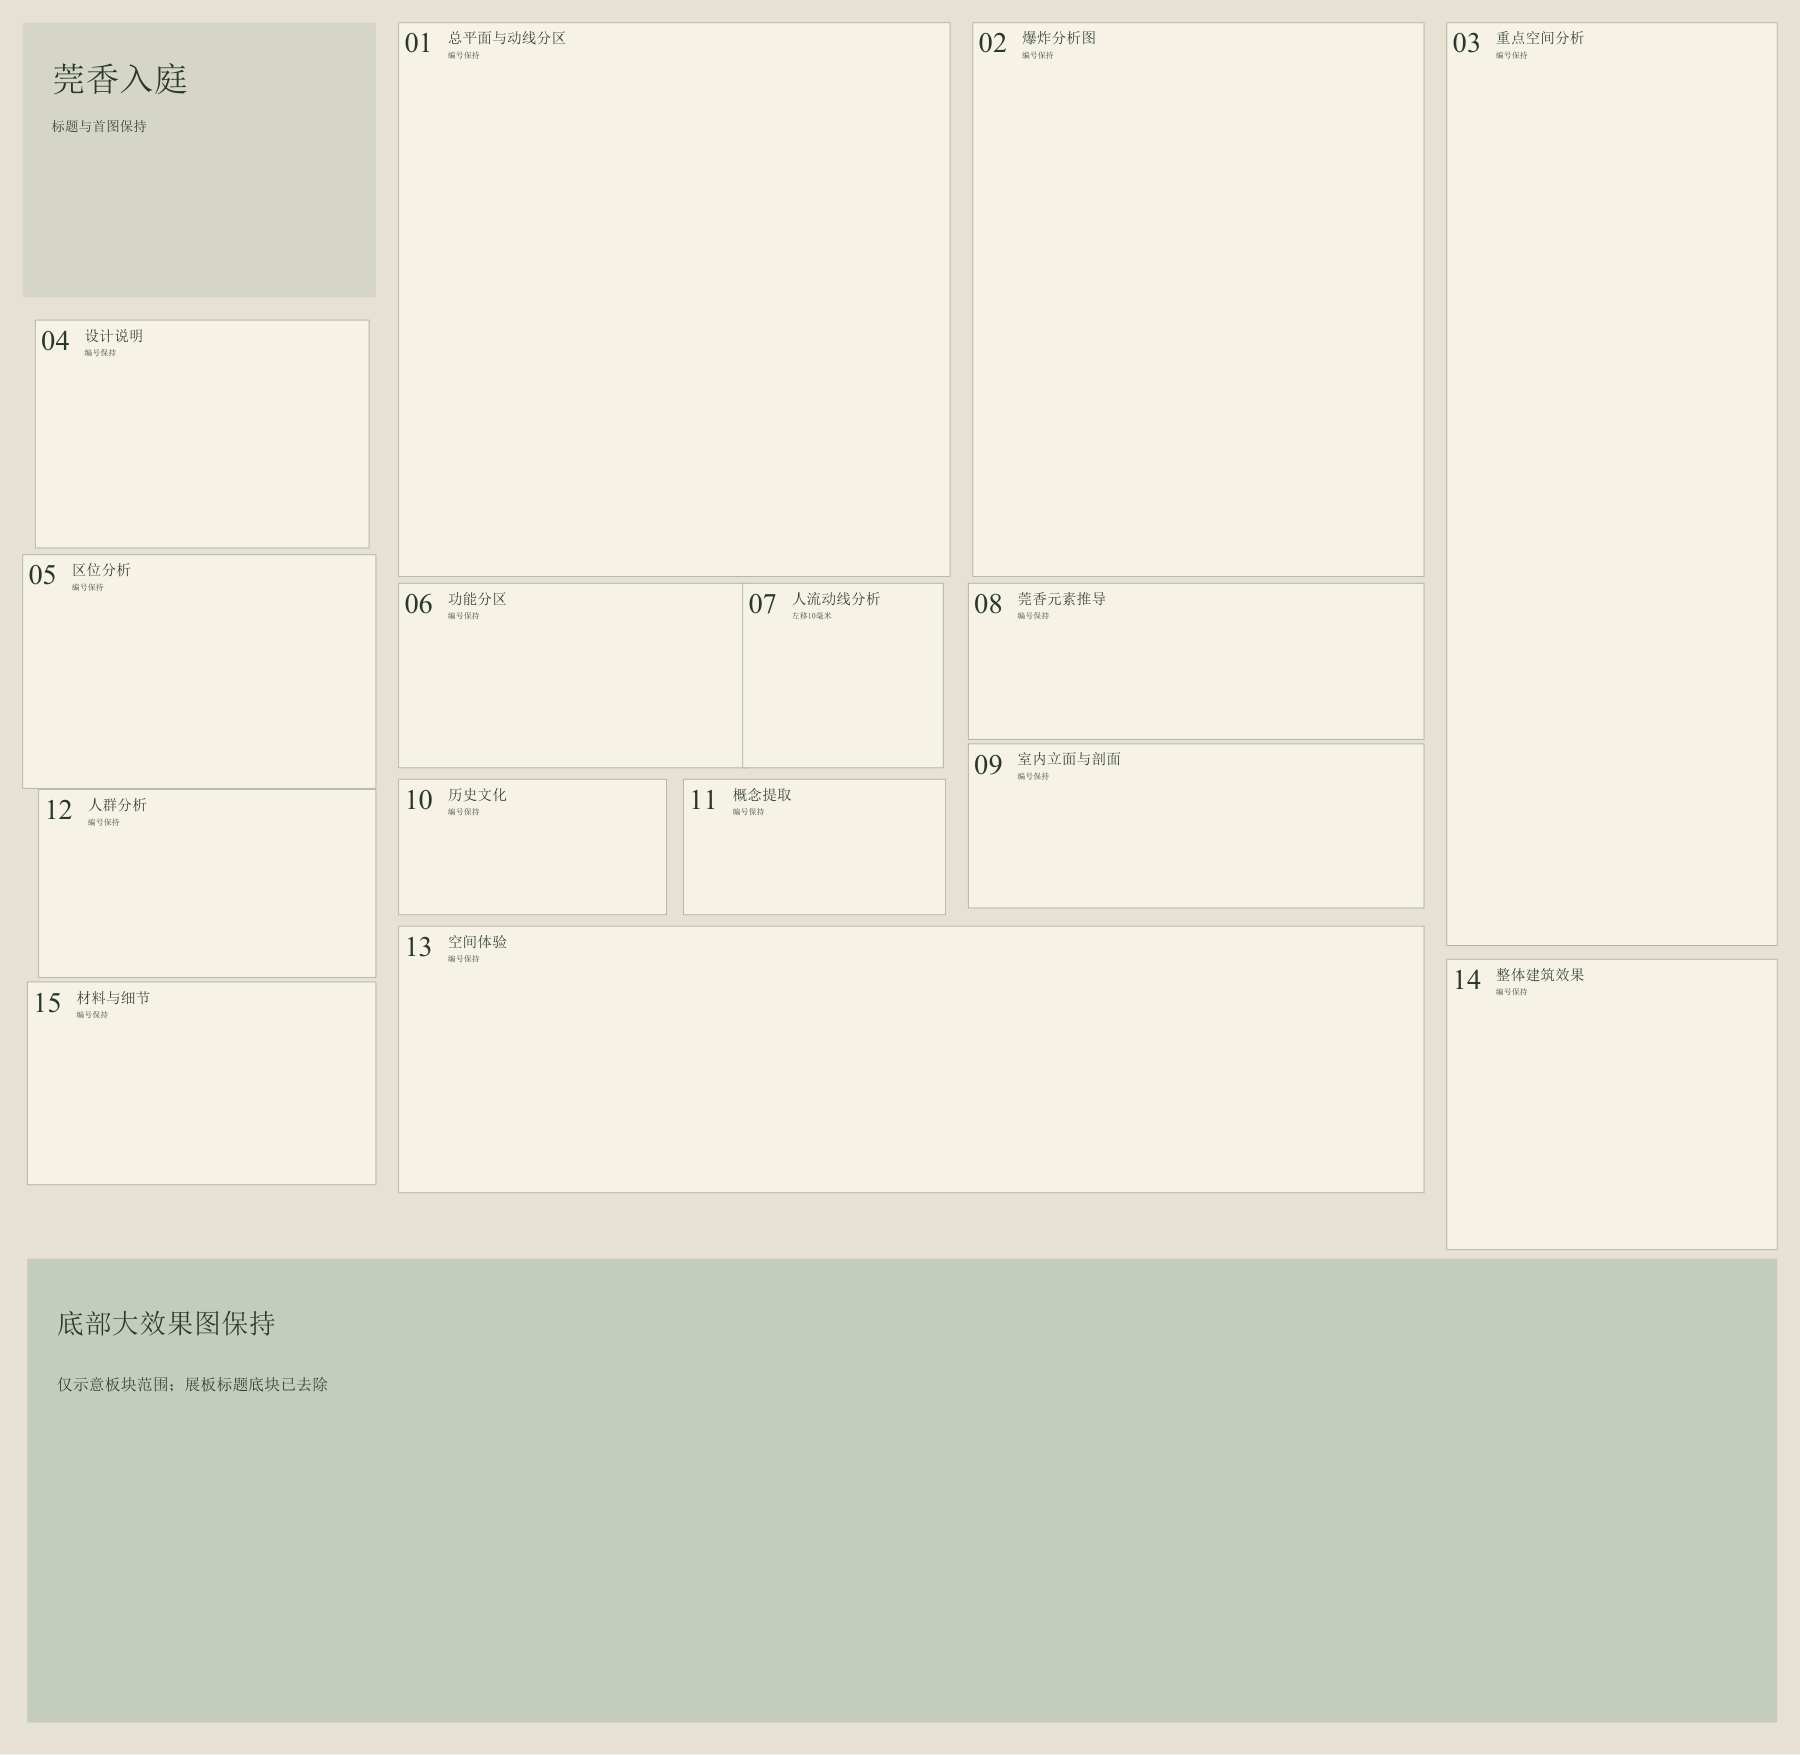 莞香入庭
标题与首图保持
01 总平面与动线分区
编号保持
02 爆炸分析图
编号保持
03 重点空间分析
编号保持
04 设计说明
编号保持
05 区位分析
编号保持
06 功能分区
编号保持
07 人流动线分析
左移10毫米
08 莞香元素推导
编号保持
09 室内立面与剖面
编号保持
10 历史文化
编号保持
11 概念提取
编号保持
12 人群分析
编号保持
13 空间体验
编号保持
14 整体建筑效果
编号保持
15 材料与细节
编号保持
底部大效果图保持
仅示意板块范围；展板标题底块已去除